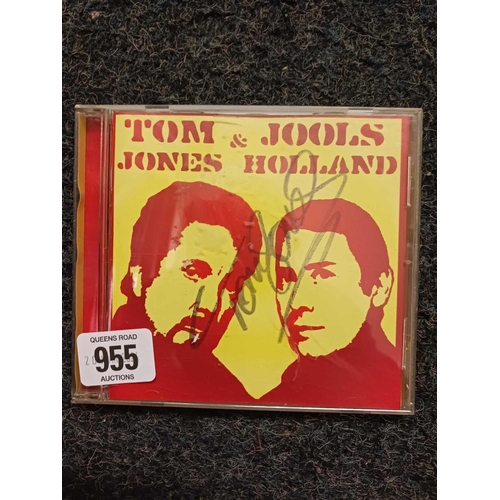 TOM & JOOLS
JONES HOLLAND
QUEENS ROAD
955
AUCTIONS